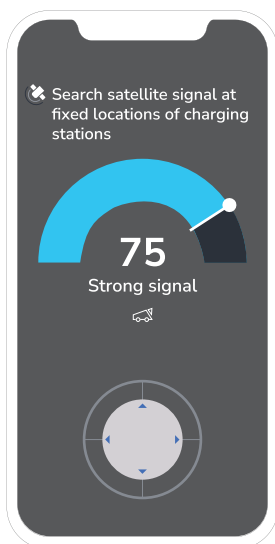 Search satellite signal at
fixed locations of charging
stations
75
Strong signal